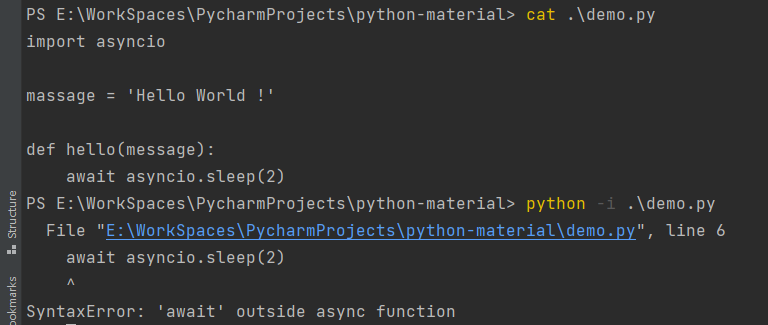 PS E:\WorkSpaces\PycharmProjects\python-material> cat .\demo.py
import asyncio
massage = 'Hello World !'
def hello(message):
    await asyncio.sleep(2)
PS E:\WorkSpaces\PycharmProjects\python-material> python -i .\demo.py
  File "E:\WorkSpaces\PycharmProjects\python-material\demo.py", line 6
    await asyncio.sleep(2)
    ^
SyntaxError: 'await' outside async function
Structure